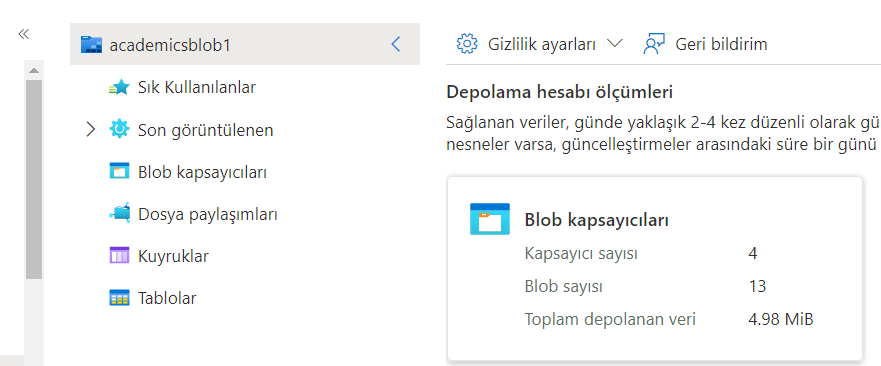 academicsblob1
Sık Kullanılanlar
Son görüntülenen
Blob kapsayıcıları
Dosya paylaşımları
Kuyruklar
Tablolar
Gizlilik ayarları
Geri bildirim
Depolama hesabı ölçümleri
Sağlanan veriler, günde yaklaşık 2-4 kez düzenli olarak gü
nesneler varsa, güncelleştirmeler arasındaki süre bir günü
Blob kapsayıcıları
Kapsayıcı sayısı 4
Blob sayısı 13
Toplam depolanan veri 4.98 MiB